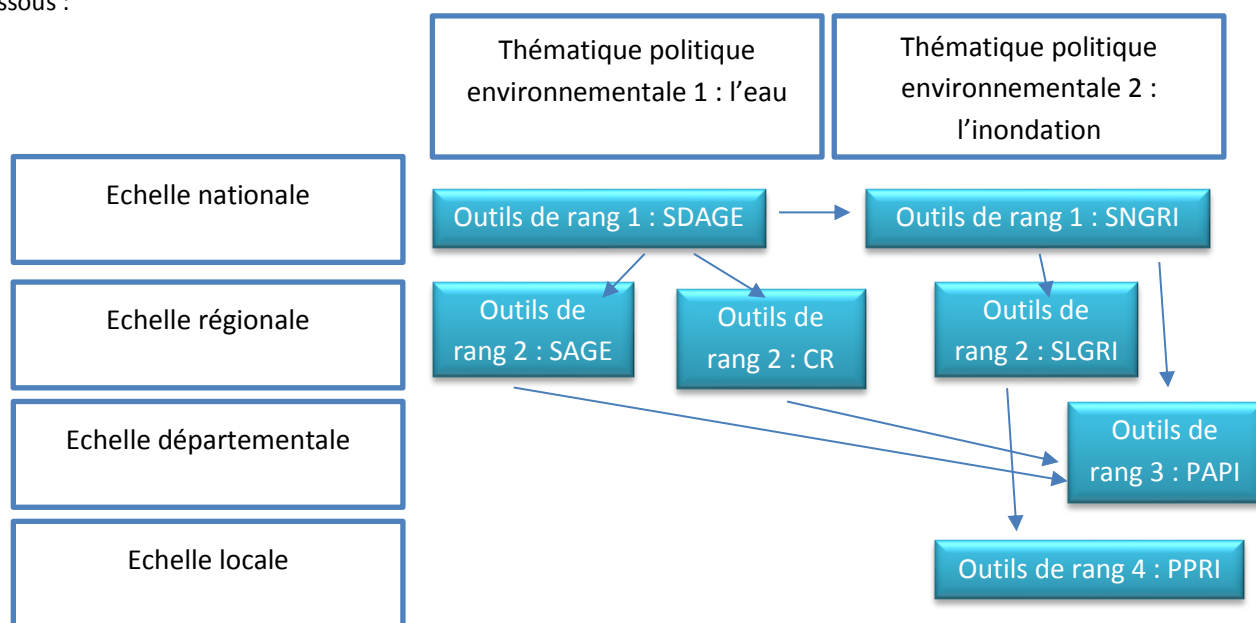 ssous :
Thématique politique
environnementale 1 : l’eau
Thématique politique
environnementale 2 :
l’inondation
Echelle nationale
Outils de rang 1 : SDAGE
Outils de rang 1 : SNGRI
Echelle régionale
Outils de
rang 2 : SAGE
Outils de
rang 2 : CR
Outils de
rang 2 : SLGRI
Echelle départementale
Outils de
rang 3 : PAPI
Echelle locale
Outils de rang 4 : PPRI